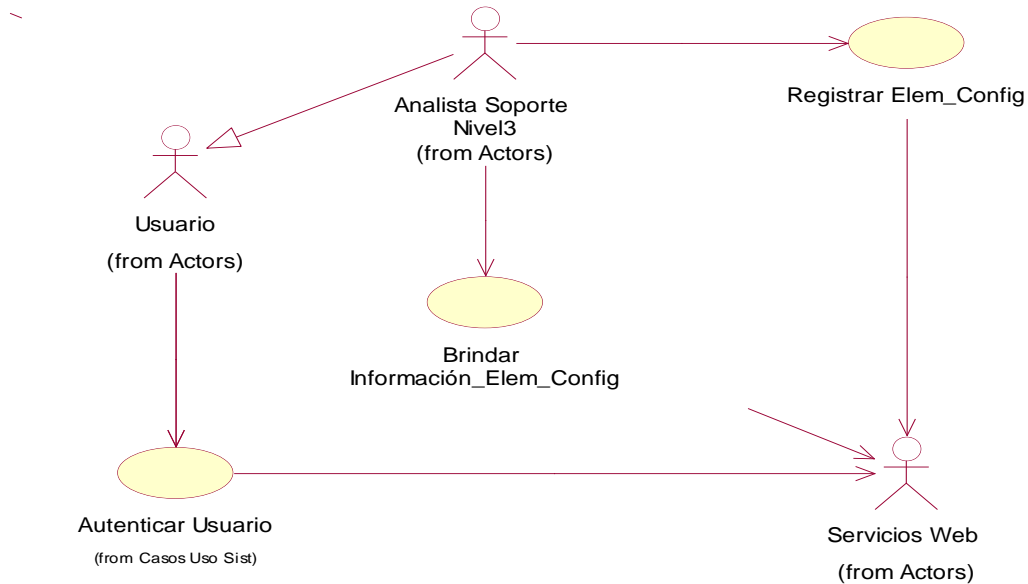 Analista Soporte
Nivel3
(from Actors)
Registrar Elem_Config
Usuario
(from Actors)
Brindar
Información_Elem_Config
Autenticar Usuario
(from Casos Uso Sist)
Servicios Web
(from Actors)